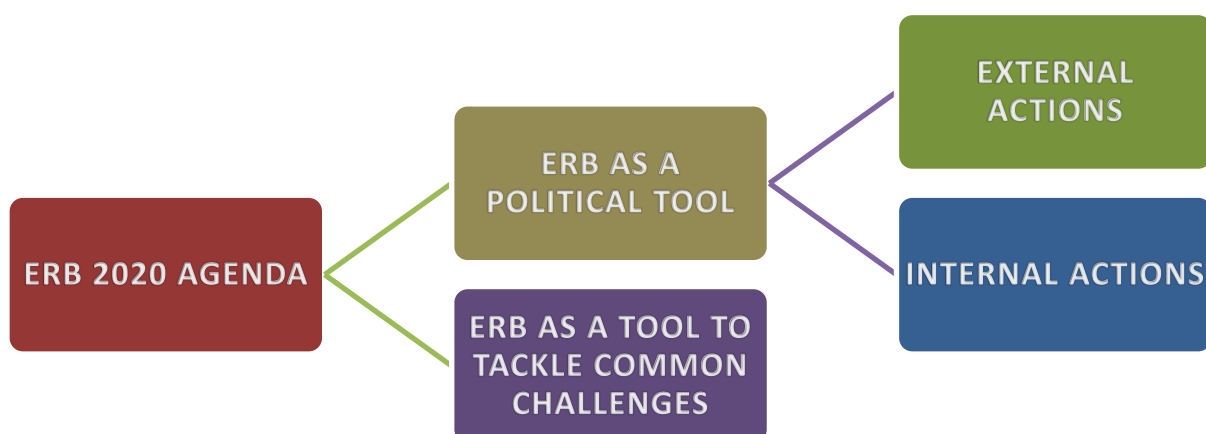 ERB 2020 AGENDA
ERB AS A
POLITICAL TOOL
ERB AS A TOOL TO
TACKLE COMMON
CHALLENGES
EXTERNAL
ACTIONS
INTERNAL ACTIONS